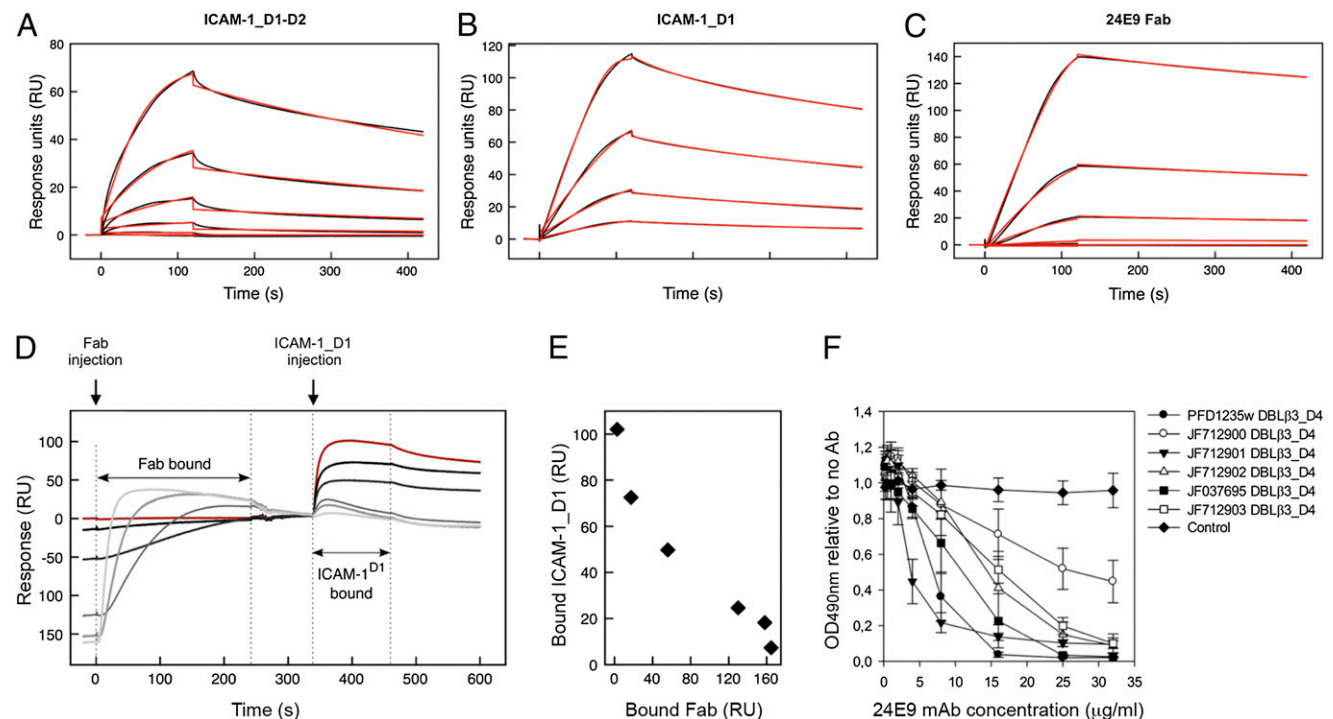 A
ICAM-1_D1-D2
Response units (RU)
80
60
40
20
0
0 100 200 300 400
Time (s)
B
ICAM-1_D1
Response units (RU)
120
100
80
60
40
20
0
Time (s)
C
24E9 Fab
Response units (RU)
140
120
100
80
60
40
20
0
0 100 200 300 400
Time (s)
D
Fab
injection
ICAM-1_D1
injection
Response (RU)
100
50
0
-50
100
150
Fab bound
ICAM-1D1
bound
0 100 200 300 400 500 600
Time (s)
E
Bound ICAM-1_D1 (RU)
100
80
60
40
20
0
0 40 80 120 160
Bound Fab (RU)
F
OD490nm relative to no Ab
1,4
1,2
1,0
0,8
0,6
0,4
0,2
0,0
0 5 10 15 20 25 30 35
24E9 mAb concentration (µg/ml)
PFD1235w DBLβ3_D4
JF712900 DBLβ3_D4
JF712901 DBLβ3_D4
JF712902 DBLβ3_D4
JF037695 DBLβ3_D4
JF712903 DBLβ3_D4
Control